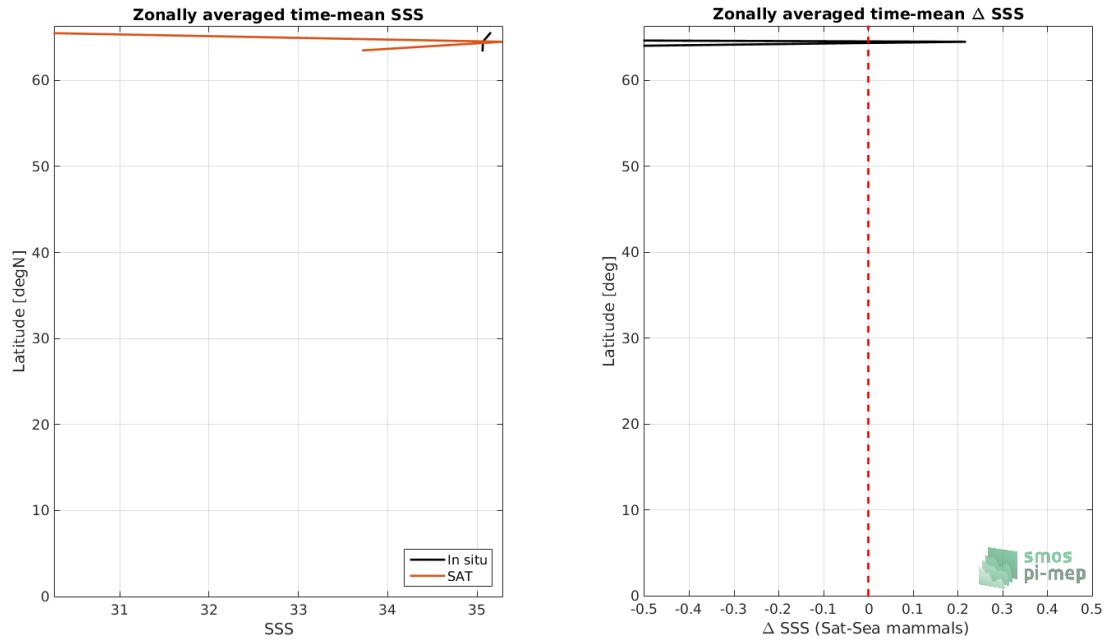 Zonally averaged time-mean SSS
60
50
40
30
20
10
0
Latitude [degN]
31 32 33 34 35
SSS
In situ
SAT
Zonally averaged time-mean Δ SSS
60
50
40
30
20
10
0
Latitude [deg]
-0.5 -0.4 -0.3 -0.2 -0.1 0 0.1 0.2 0.3 0.4 0.5
Δ SSS (Sat-Sea mammals)
smos
pi-mep